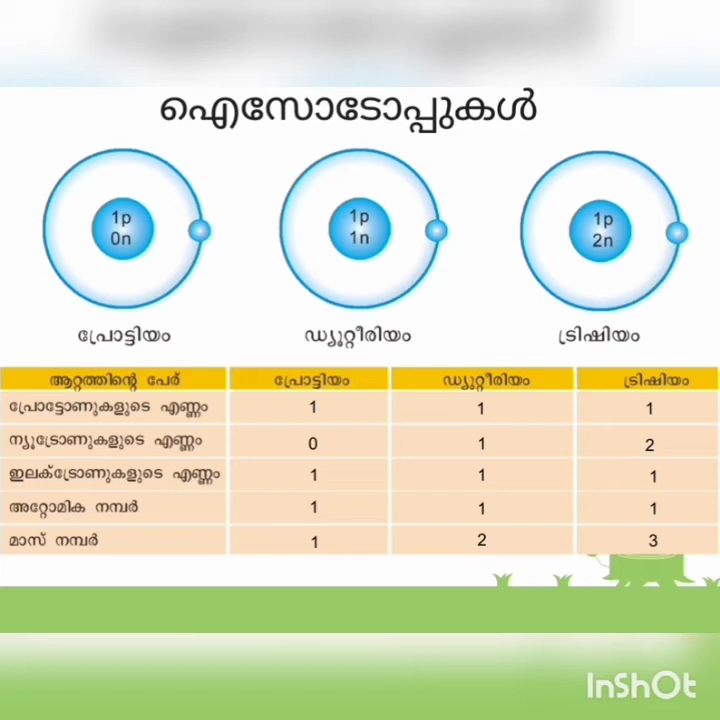 ഐസോടോപ്പുകൾ
1p 1p 1p
0n 1n 2n
പ്രോട്ടിയം ഡ്യൂറ്റീരിയം ട്രിഷിയം
ആറ്റത്തിന്റെ പേര് പ്രോട്ടിയം ഡ്യുറ്റീരിയം ട്രിഷിയം
പ്രോട്ടോണുകളുടെ എണ്ണം 1 1 1
ന്യൂട്രോണുകളുടെ എണ്ണം 0 1 2
ഇലക്ട്രോണുകളുടെ എണ്ണം 1 1 1
അറ്റോമിക നമ്പർ 1 1 1
മാസ് നമ്പർ 1 2 3
InShOt